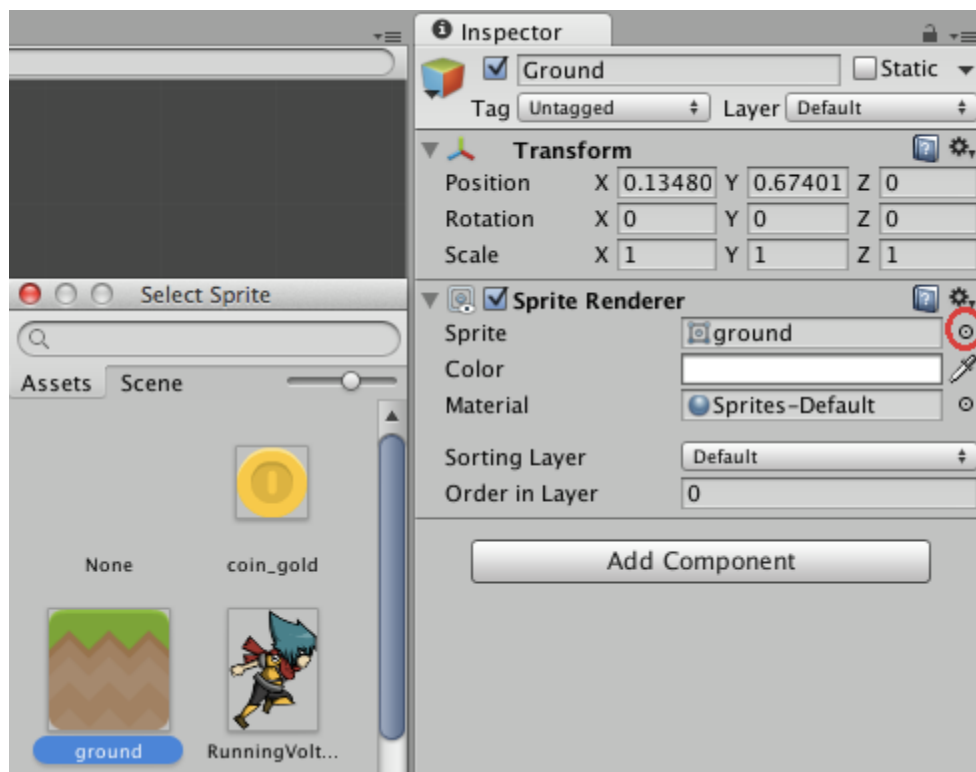 Inspector
Ground Static
Tag Untagged Layer Default
Transform
Position X 0.13480 Y 0.67401 Z 0
Rotation X 0 Y 0 Z 0
Scale X 1 Y 1 Z 1
Select Sprite
Assets Scene
None coin_gold
ground RunningVolt...
Sprite Renderer
Sprite ground
Color
Material Sprites-Default
Sorting Layer Default
Order in Layer 0
Add Component